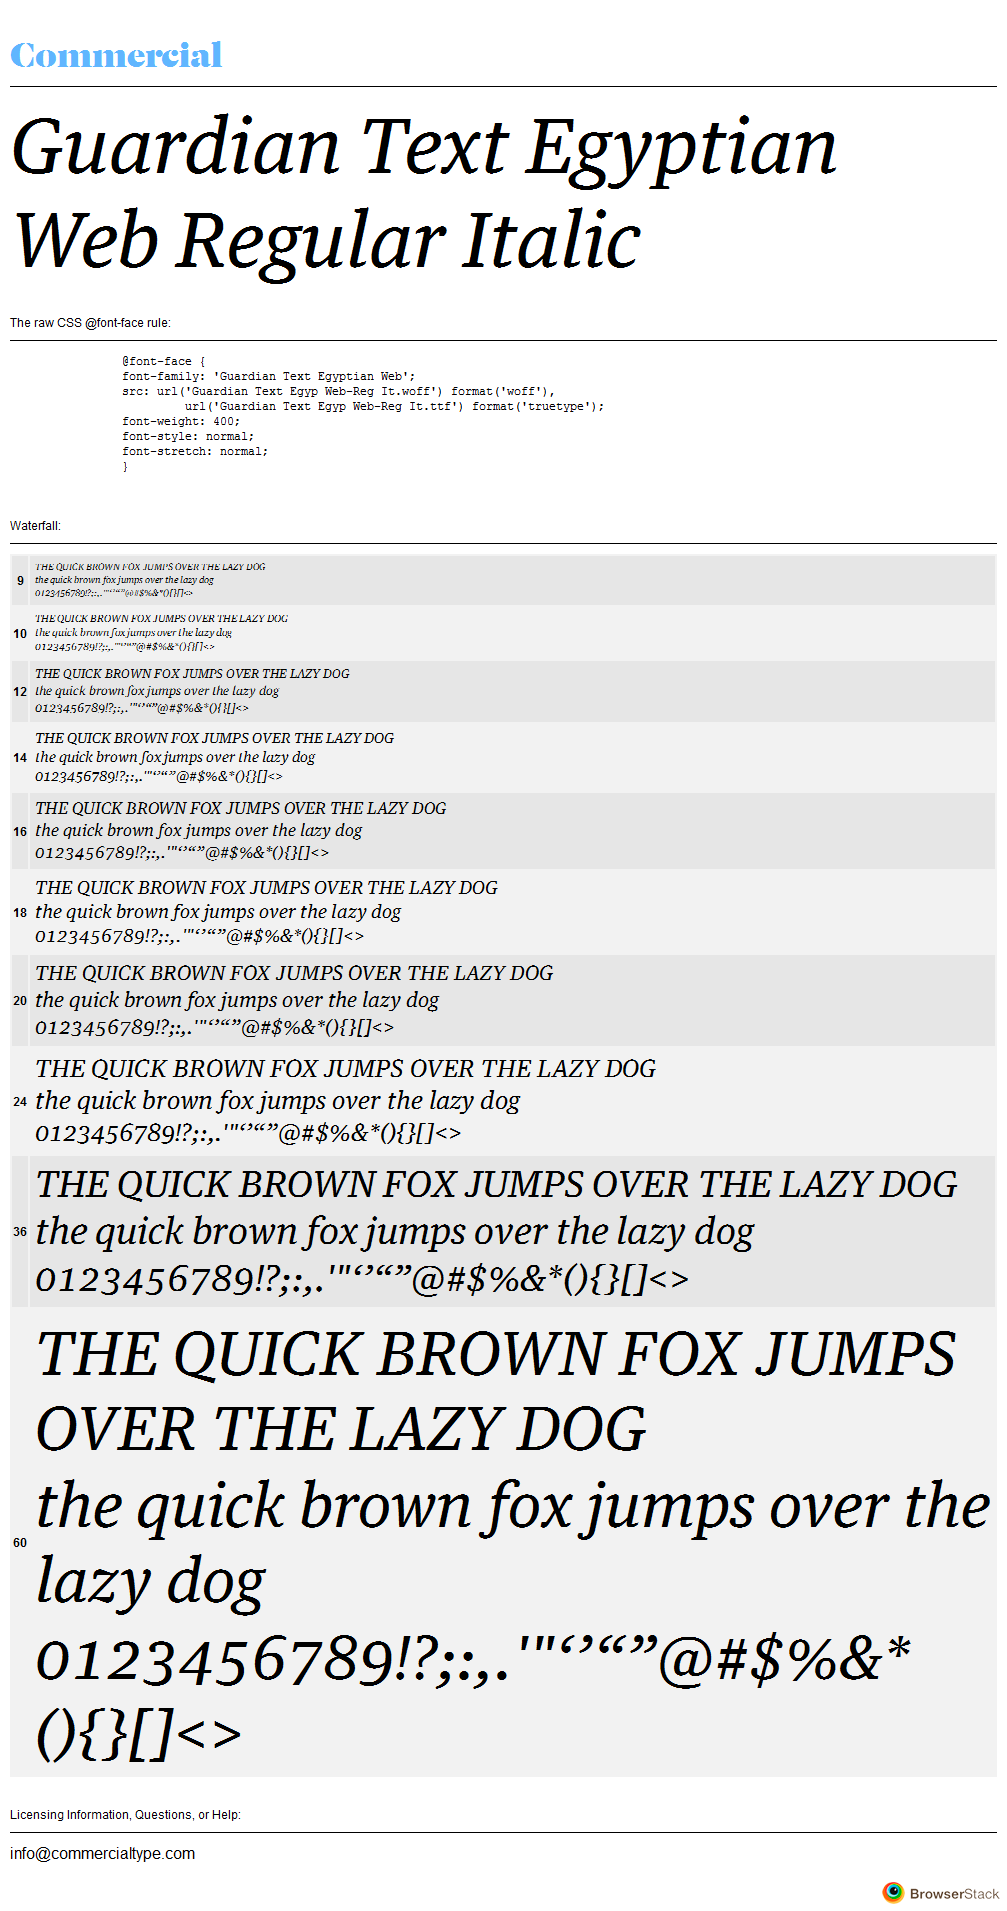 Commercial
Guardian Text Egyptian
Web Regular Italic
The raw CSS @font-face rule:
@font-face {
font-family: 'Guardian Text Egyptian Web';
src: url('Guardian Text Egyp Web-Reg It.woff') format('woff'),
url('Guardian Text Egyp Web-Reg It.ttf') format('truetype');
font-weight: 400;
font-style: normal;
font-stretch: normal;
}
Waterfall:
THE QUICK BROWN FOX JUMPS OVER THE LAZY DOG
9 the quick brown fox jumps over the lazy dog
0123456789!?;:,.'"‘’“”@#$%&*(){}[]<>
THE QUICK BROWN FOX JUMPS OVER THE LAZY DOG
10 the quick brown fox jumps over the lazy dog
0123456789!?;:,.'"‘’“”@#$%&*(){}[]<>
THE QUICK BROWN FOX JUMPS OVER THE LAZY DOG
12 the quick brown fox jumps over the lazy dog
0123456789!?;:,.'"‘’“”@#$%&*(){}[]<>
THE QUICK BROWN FOX JUMPS OVER THE LAZY DOG
14 the quick brown fox jumps over the lazy dog
0123456789!?;:,.'"‘’“”@#$%&*(){}[]<>
THE QUICK BROWN FOX JUMPS OVER THE LAZY DOG
16 the quick brown fox jumps over the lazy dog
0123456789!?;:,.'"‘’“”@#$%&*(){}[]<>
THE QUICK BROWN FOX JUMPS OVER THE LAZY DOG
18 the quick brown fox jumps over the lazy dog
0123456789!?;:,.'"‘’“”@#$%&*(){}[]<>
THE QUICK BROWN FOX JUMPS OVER THE LAZY DOG
20 the quick brown fox jumps over the lazy dog
0123456789!?;:,.'"‘’“”@#$%&*(){}[]<>
THE QUICK BROWN FOX JUMPS OVER THE LAZY DOG
24 the quick brown fox jumps over the lazy dog
0123456789!?;:,.'"‘’“”@#$%&*(){}[]<>
THE QUICK BROWN FOX JUMPS OVER THE LAZY DOG
36 the quick brown fox jumps over the lazy dog
0123456789!?;:,.'"‘’“”@#$%&*(){}[]<>
THE QUICK BROWN FOX JUMPS
OVER THE LAZY DOG
the quick brown fox jumps over the
60
lazy dog
0123456789!?;:,.'"‘’“”@#$%&*
(){}[]<>
Licensing Information, Questions, or Help:
info@commercialtype.com
BrowserStack